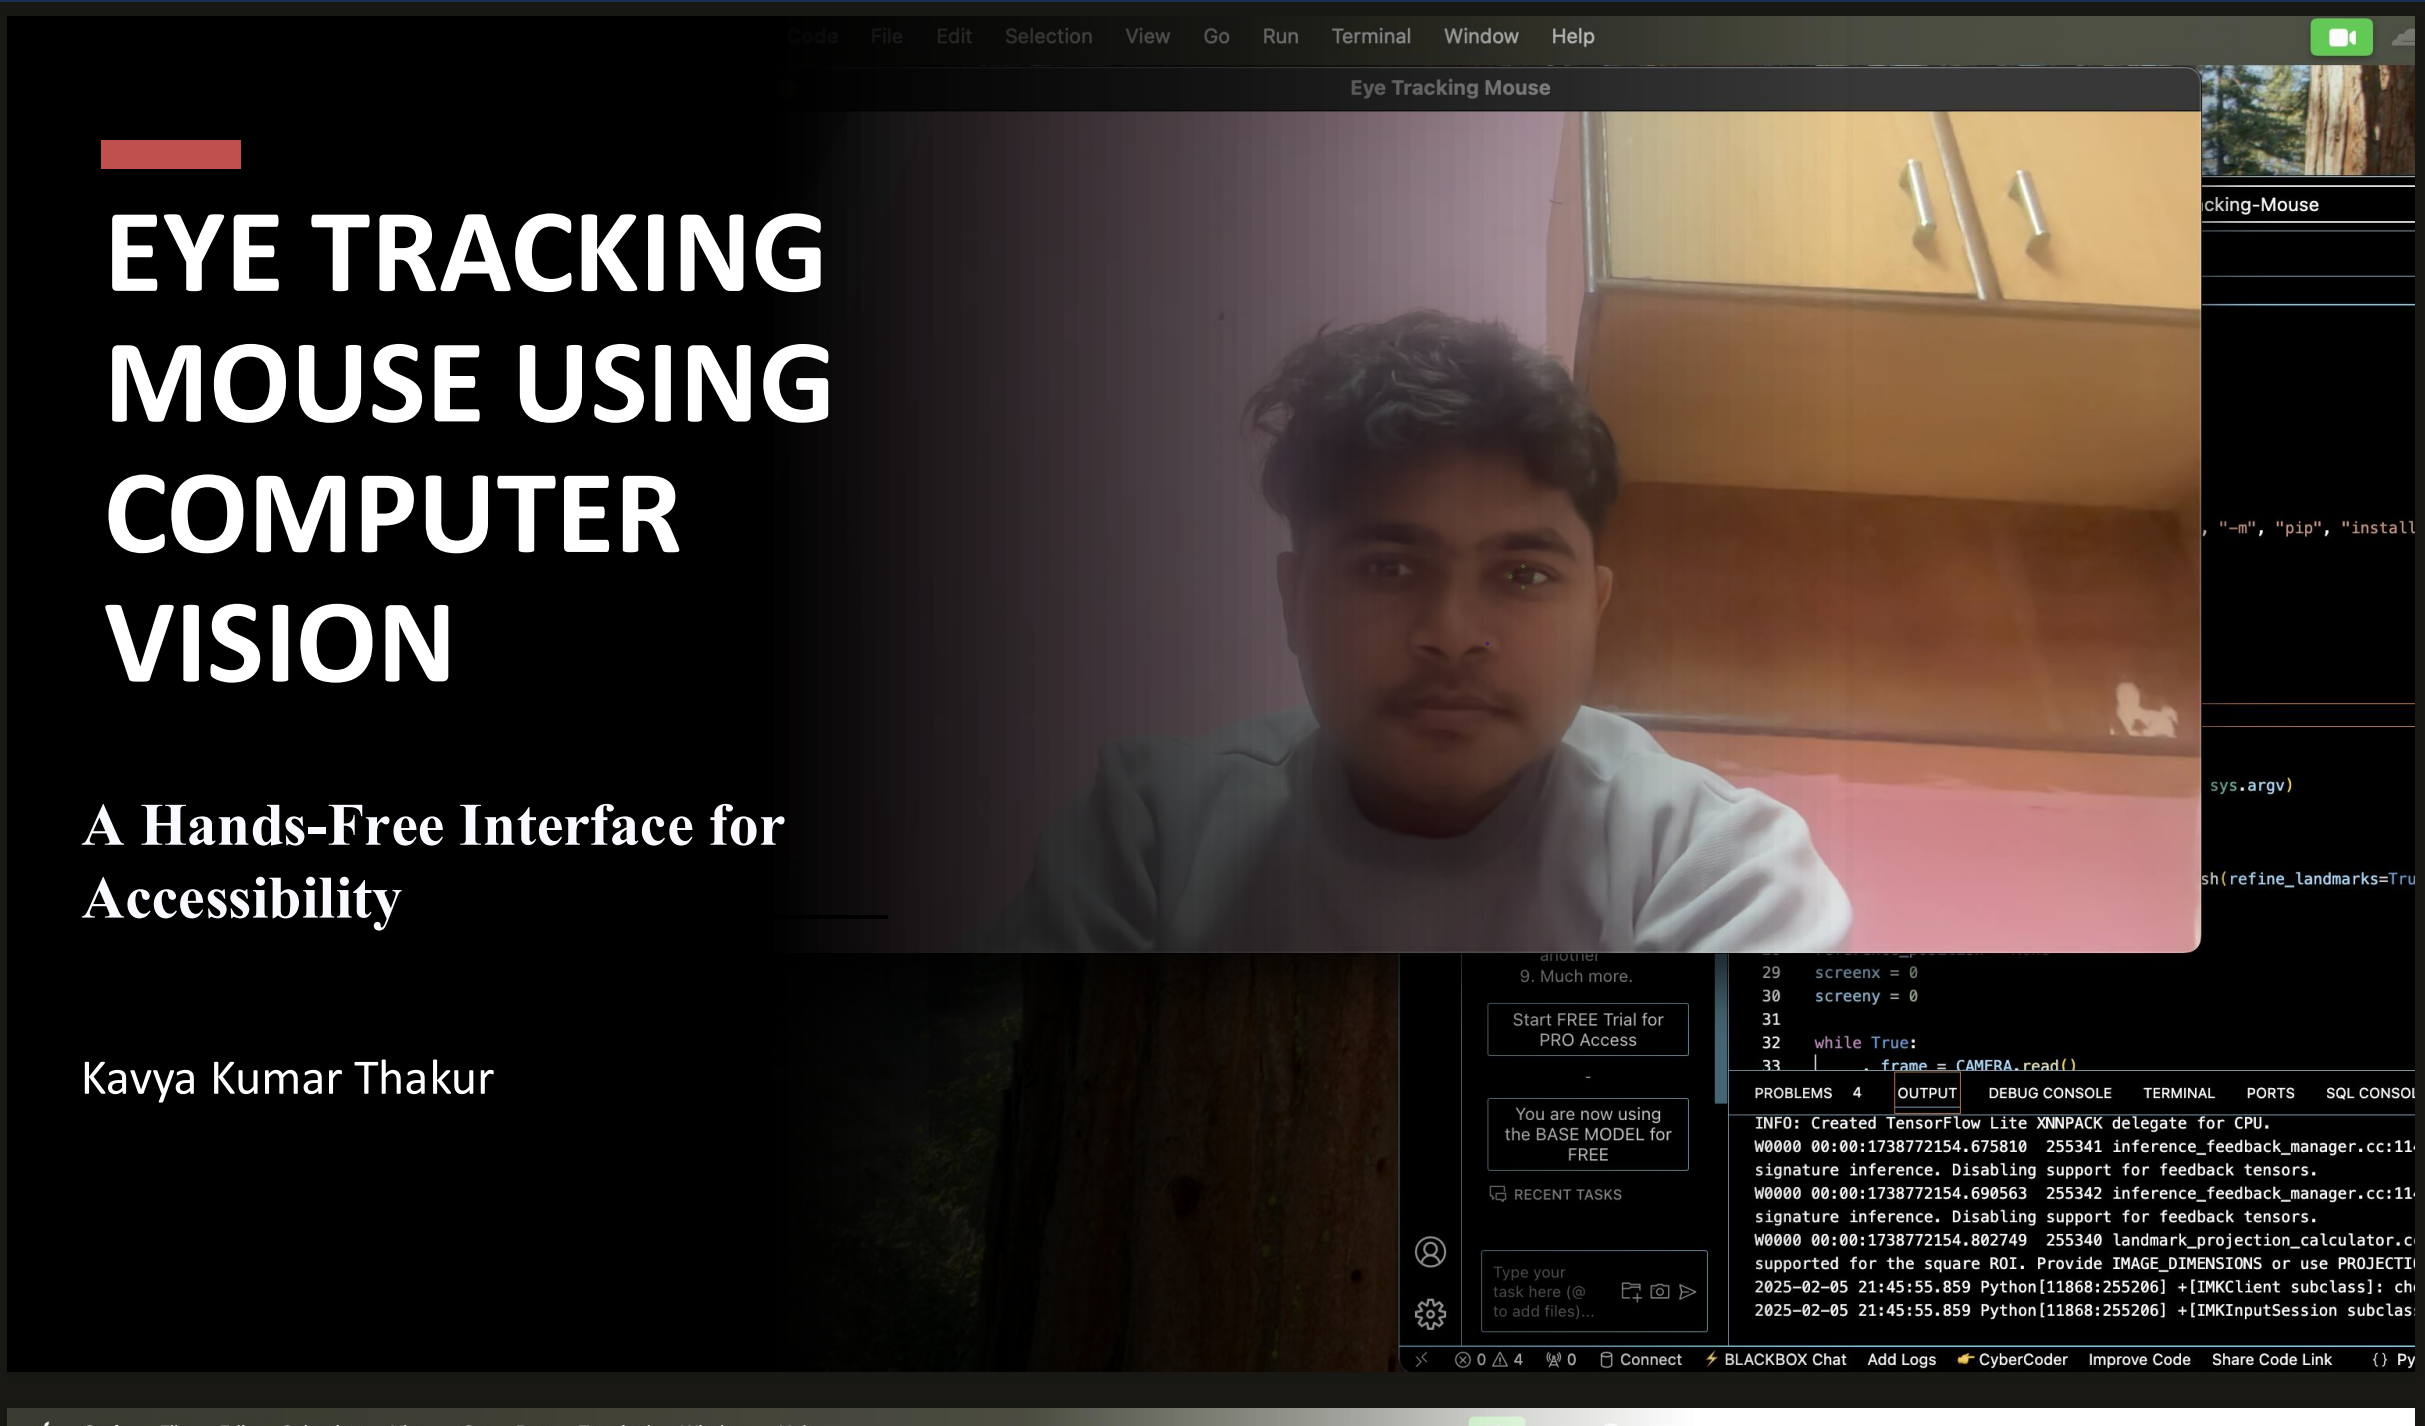 Code File Edit Selection View Go Run Terminal Window Help
Eye Tracking Mouse
EYE TRACKING
MOUSE USING
COMPUTER
VISION
A Hands-Free Interface for
Accessibility
Kavya Kumar Thakur
cking-Mouse
, "-m", "pip", "install
sys.argv)
sh(refine_landmarks=Tru
another
9. Much more.
Start FREE Trial for
PRO Access
-
You are now using
the BASE MODEL for
FREE
RECENT TASKS
Type your
task here (@
to add files)...
29 screenx = 0
30 screeny = 0
31
32 while True:
33 frame = CAMERA.read()
PROBLEMS 4 OUTPUT DEBUG CONSOLE TERMINAL PORTS SQL CONSOL
INFO: Created TensorFlow Lite XNNPACK delegate for CPU.
W0000 00:00:1738772154.675810 255341 inference_feedback_manager.cc:114
signature inference. Disabling support for feedback tensors.
W0000 00:00:1738772154.690563 255342 inference_feedback_manager.cc:114
signature inference. Disabling support for feedback tensors.
W0000 00:00:1738772154.802749 255340 landmark_projection_calculator.c
supported for the square ROI. Provide IMAGE_DIMENSIONS or use PROJECTI
2025-02-05 21:45:55.859 Python[11868:255206] +[IMKClient subclass]: ch
2025-02-05 21:45:55.859 Python[11868:255206] +[IMKInputSession subclas
0 4 0 Connect BLACKBOX Chat Add Logs CyberCoder Improve Code Share Code Link {} Py